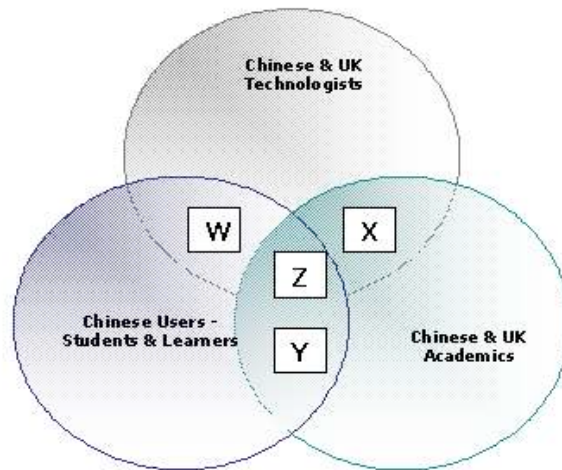 Chinese & UK
Technologists
W
X
Z
Chinese Users -
Students & Learners
Y
Chinese & UK
Academics